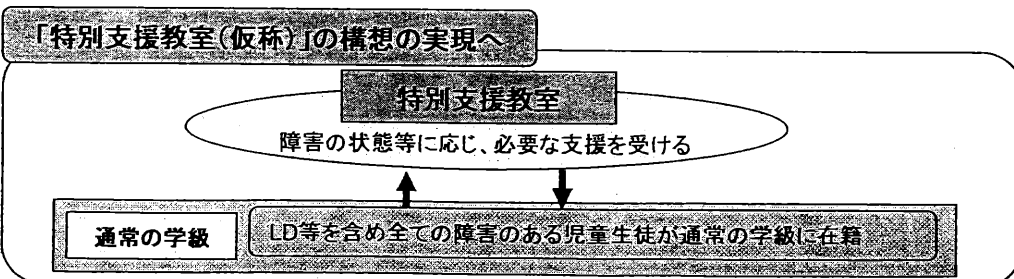 「特別支援教室(仮称)」の構想の実現へ
特別支援教室
障害の状態等に応じ、必要な支援を受ける
通常の学級
LD等を含め全ての障害のある児童生徒が通常の学級に在籍